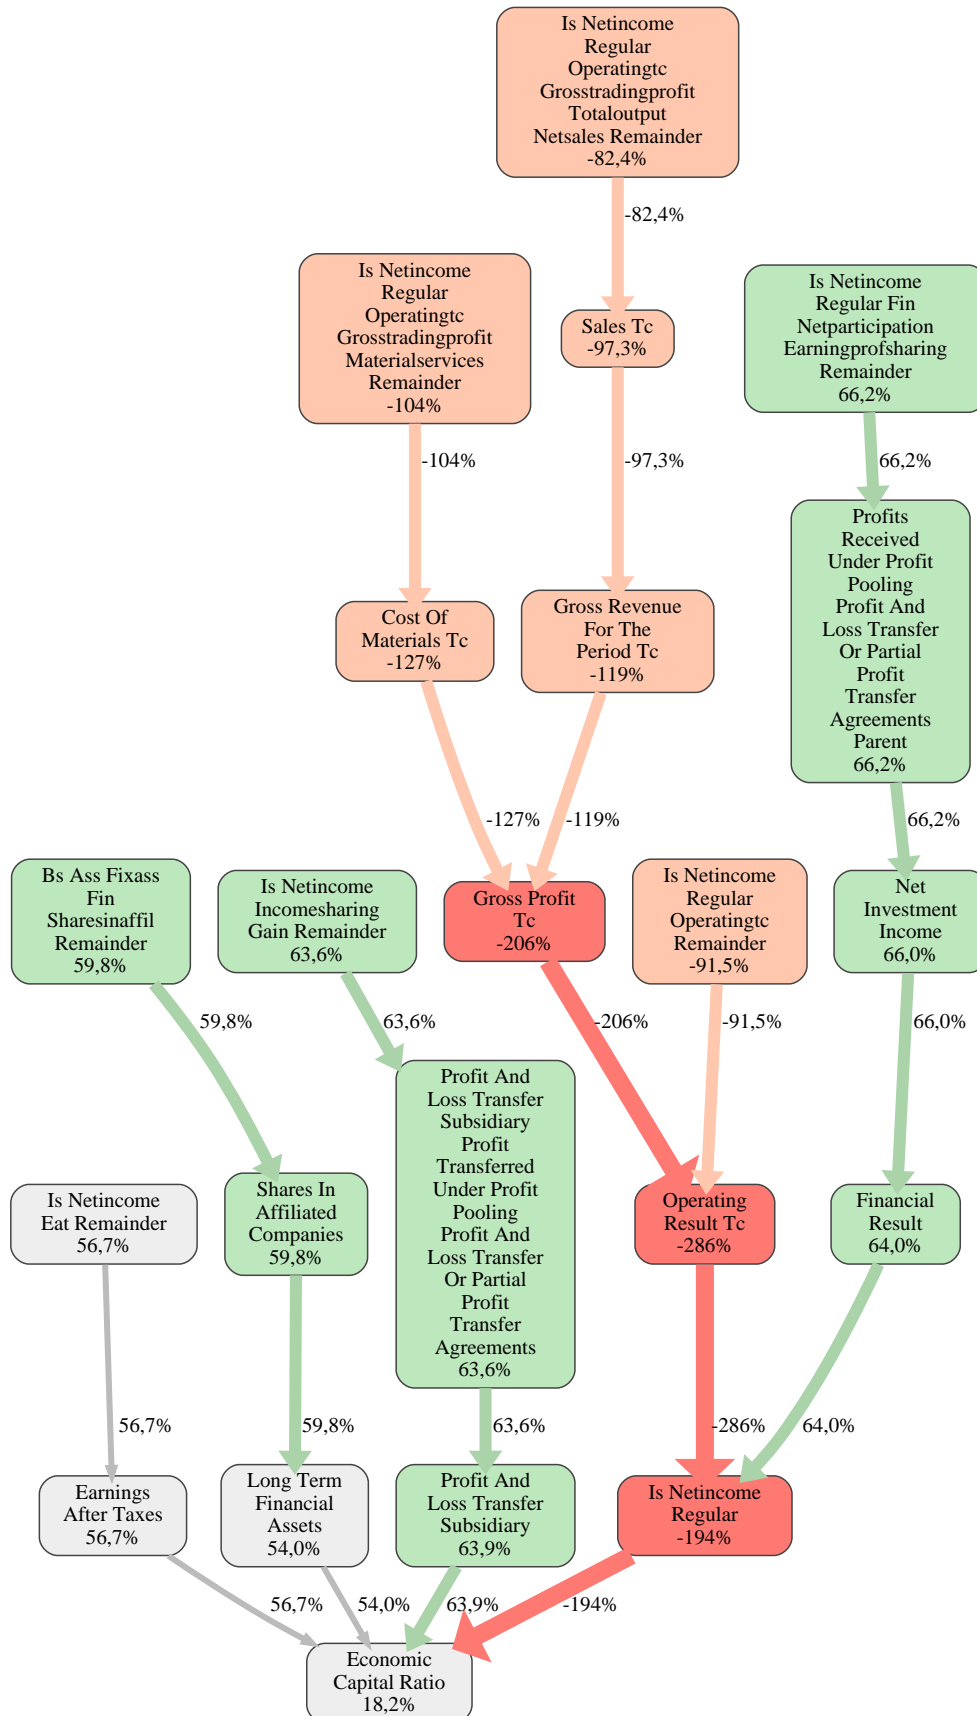 Is Netincome
Regular
Operatingtc
Grosstradingprofit
Totaloutput
Netsales Remainder
-82,4%
-82,4%
Is Netincome
Regular
Operatingtc
Grosstradingprofit
Materialservices
Remainder
-104%
Sales Tc
-97,3%
Is Netincome
Regular Fin
Netparticipation
Earningprofsharing
Remainder
66,2%
-104%
-97,3%
66,2%
Profits
Received
Under Profit
Pooling
Profit And
Loss Transfer
Or Partial
Profit
Transfer
Agreements
Parent
66,2%
Cost Of
Materials Tc
-127%
Gross Revenue
For The
Period Tc
-119%
-127%
-119%
66,2%
Bs Ass Fixass
Fin
Sharesinaffil
Remainder
59,8%
Is Netincome
Incomesharing
Gain Remainder
63,6%
Gross Profit
Tc
-206%
Is Netincome
Regular
Operatingtc
Remainder
-91,5%
Net
Investment
Income
66,0%
59,8%
63,6%
-206%
-91,5%
66,0%
Profit And
Loss Transfer
Subsidiary
Profit
Transferred
Under Profit
Pooling
Profit And
Loss Transfer
Or Partial
Profit
Transfer
Agreements
63,6%
Is Netincome
Eat Remainder
56,7%
Shares In
Affiliated
Companies
59,8%
Operating
Result Tc
-286%
Financial
Result
64,0%
56,7%
59,8%
63,6%
-286%
64,0%
Earnings
After Taxes
56,7%
Long Term
Financial
Assets
54,0%
Profit And
Loss Transfer
Subsidiary
63,9%
Is Netincome
Regular
-194%
56,7%
54,0%
63,9%
-194%
Economic
Capital Ratio
18,2%